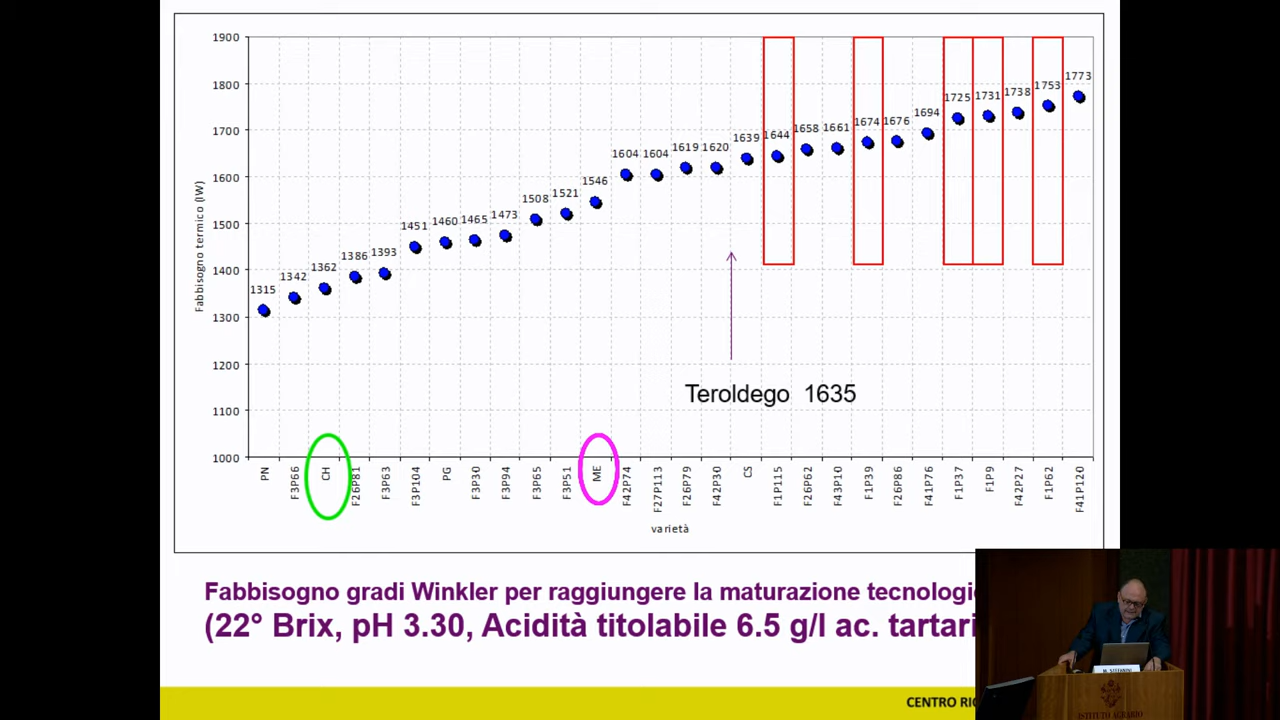 1900
1800
1700
1600
1500
1400
1300
1200
1100
1000
Fabbisogno termico (IW)
1315
1342
1362
1386
1393
1451
1460
1465
1473
1508
1521
1546
1604
1604
1619
1620
1639
1644
1658
1661
1674
1676
1694
1725
1731
1738
1753
1773
Teroldego 1635
PN
F3P66
CH
F26P81
F3P63
F3P104
PG
F3P30
F3P94
F3P65
F3P51
ME
F42P74
F27P113
F26P79
F42P30
CS
F1P115
F26P62
F43P10
F1P39
F26P86
F41P76
F1P37
F1P9
F42P27
F1P62
F41P120
varietà
Fabbisogno gradi Winkler per raggiungere la maturazione tecnologi
(22° Brix, pH 3.30, Acidità titolabile 6.5 g/l ac. tartari
CENTRO RI
M. STEFANINI
ISTITUTO AGRARIO